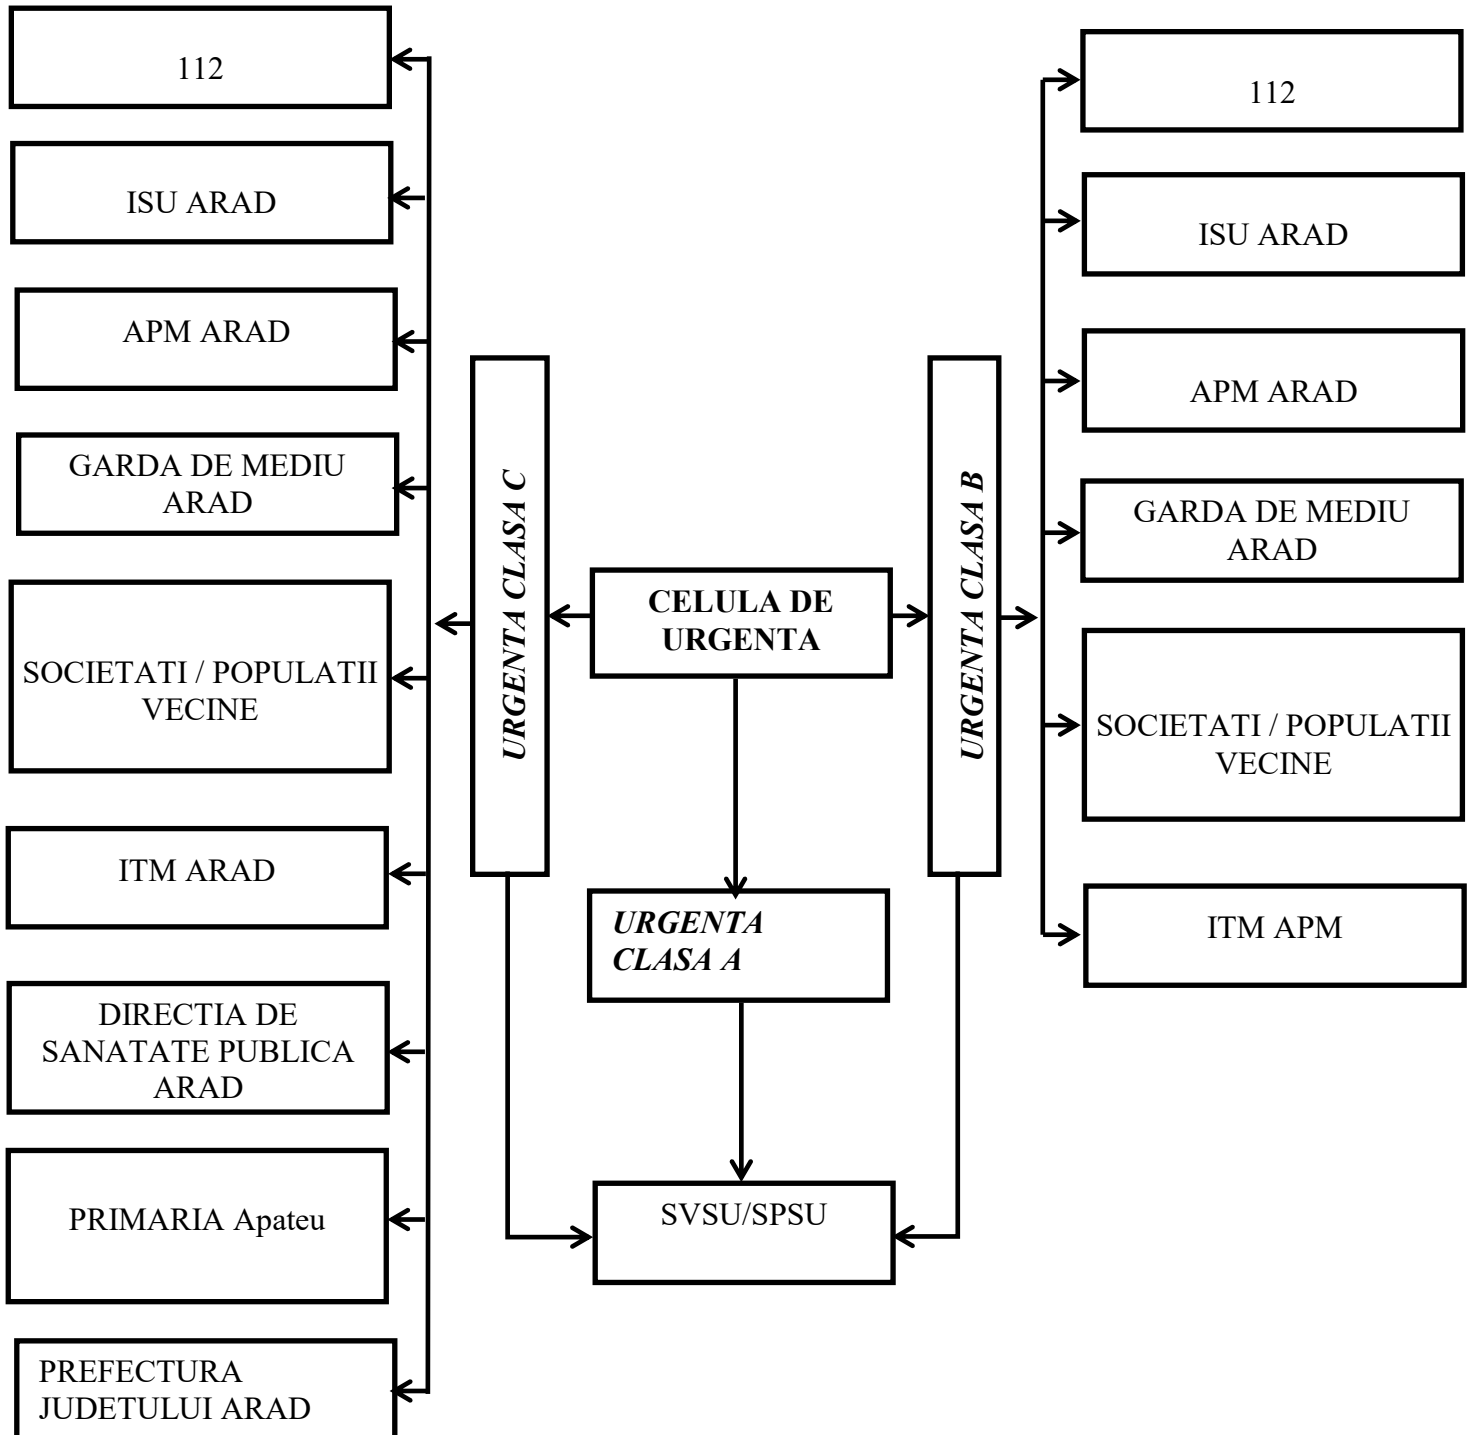 112
ISU ARAD
APM ARAD
GARDA DE MEDIU
ARAD
SOCIETATI / POPULATII
VECINE
ITM ARAD
DIRECTIA DE
SANATATE PUBLICA
ARAD
PRIMARIA Apateu
PREFECTURA
JUDETULUI ARAD
URGENTA CLASA C
CELULA DE
URGENTA
URGENTA
CLASA A
SVSU/SPSU
URGENTA CLASA B
112
ISU ARAD
APM ARAD
GARDA DE MEDIU
ARAD
SOCIETATI / POPULATII
VECINE
ITM APM